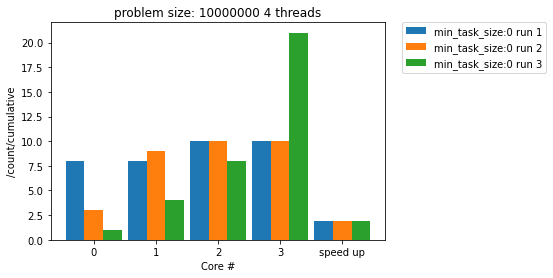 problem size: 10000000 4 threads
min_task_size:0 run 1
min_task_size:0 run 2
min_task_size:0 run 3
/count/cumulative
20.0
17.5
15.0
12.5
10.0
7.5
5.0
2.5
0.0
0 1 2 3 speed up
Core #